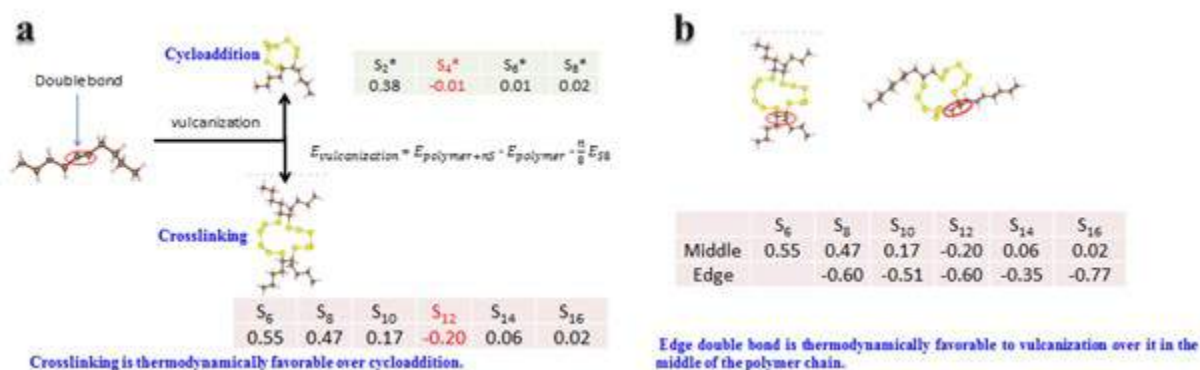 a
Cycloaddition
Double bond
S2* S4* S6* S8*
0.38 -0.01 0.01 0.02
vulcanization
Evulcanization = Epolymer+nS - Epolymer - n/8 ES8
Crosslinking
S6 S8 S10 S12 S14 S16
0.55 0.47 0.17 -0.20 0.06 0.02
Crosslinking is thermodynamically favorable over cycloaddition.
b
S6 S8 S10 S12 S14 S16
Middle 0.55 0.47 0.17 -0.20 0.06 0.02
Edge -0.60 -0.51 -0.60 -0.35 -0.77
Edge double bond is thermodynamically favorable to vulcanization over it in the
middle of the polymer chain.